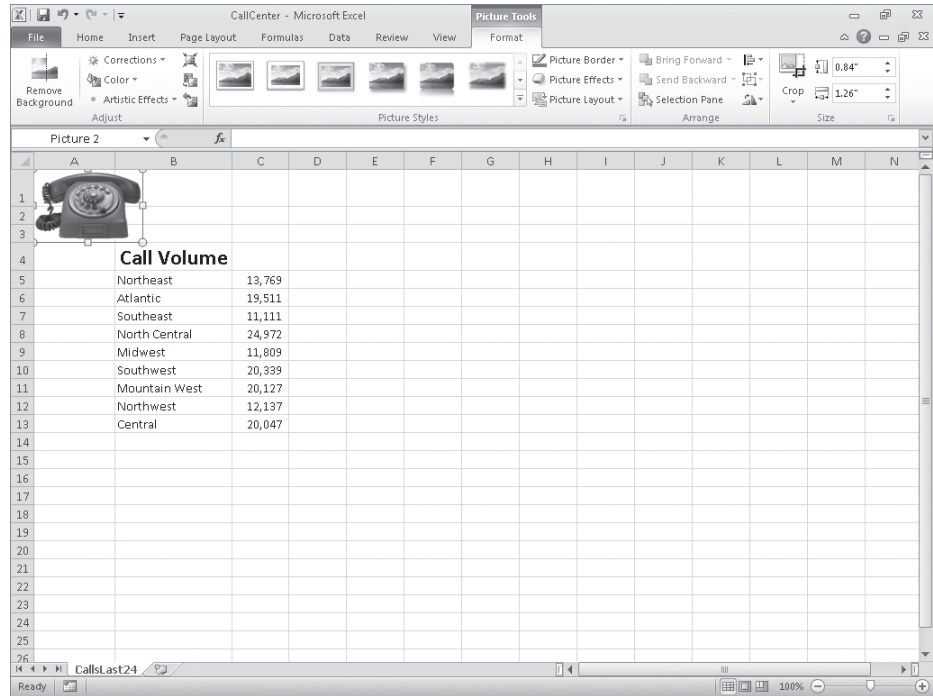 CallCenter - Microsoft Excel
Picture Tools
File Home Insert Page Layout Formulas Data Review View Format
Remove Background
Corrections
Color
Artistic Effects
Adjust
Picture Styles
Picture Border
Picture Effects
Picture Layout
Bring Forward
Send Backward
Selection Pane
Arrange
Crop
0.84"
1.26"
Size
Picture 2 fx
A B C D E F G H I J K L M N
1
2
3
4 Call Volume
5 Northeast 13,769
6 Atlantic 19,511
7 Southeast 11,111
8 North Central 24,972
9 Midwest 11,809
10 Southwest 20,339
11 Mountain West 20,127
12 Northwest 12,137
13 Central 20,047
14
15
16
17
18
19
20
21
22
23
24
25
26
CallsLast24
Ready 100%